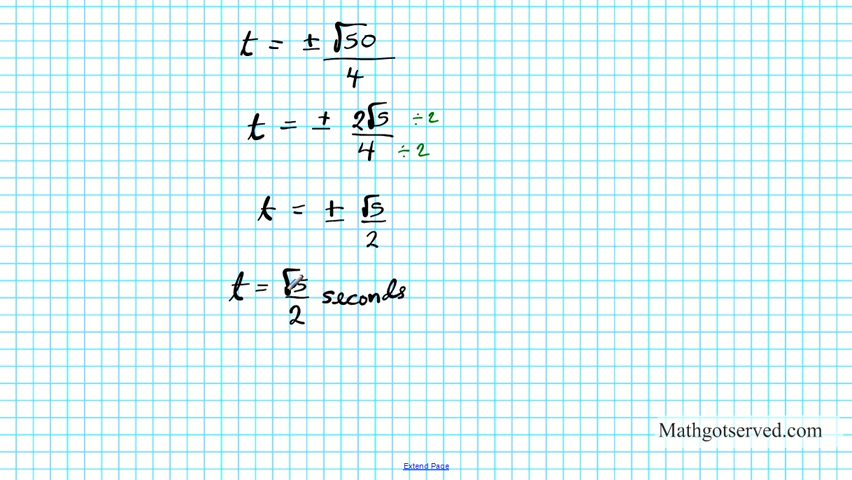 t = ± √50/4
t = ± 2√5/4 ÷2 ÷2
t = ± √5/2
t = √5/2 seconds
Mathgotserved.com
Extend Page